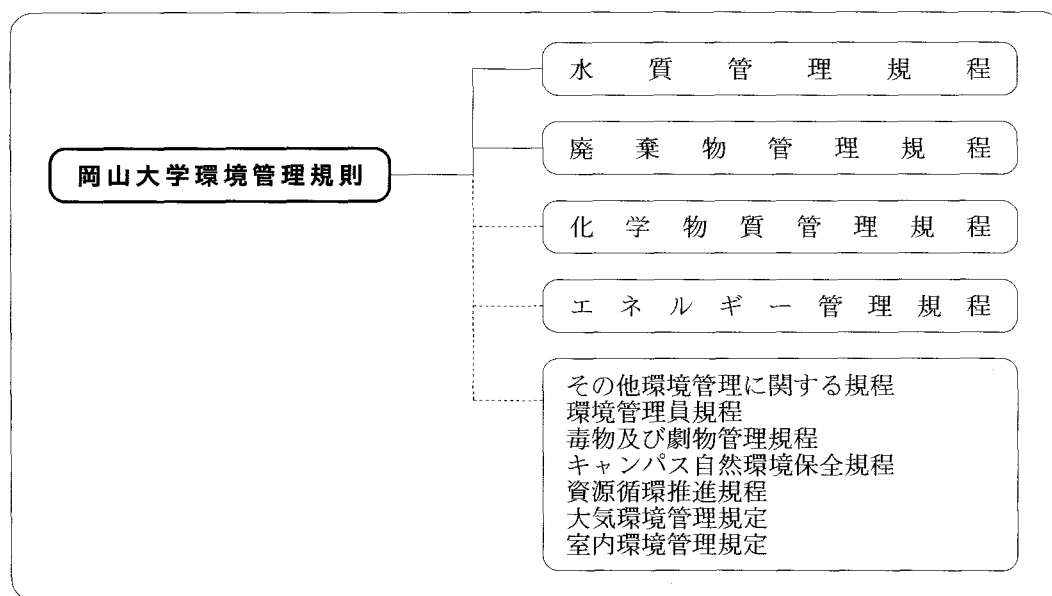 水質管理規程
廃棄物管理規程
岡山大学環境管理規則
化学物質管理規程
エネルギー管理規程
その他環境管理に関する規程
環境管理員規程
毒物及び劇物管理規程
キャンパス自然環境保全規程
資源循環推進規程
大気環境管理規定
室内環境管理規定